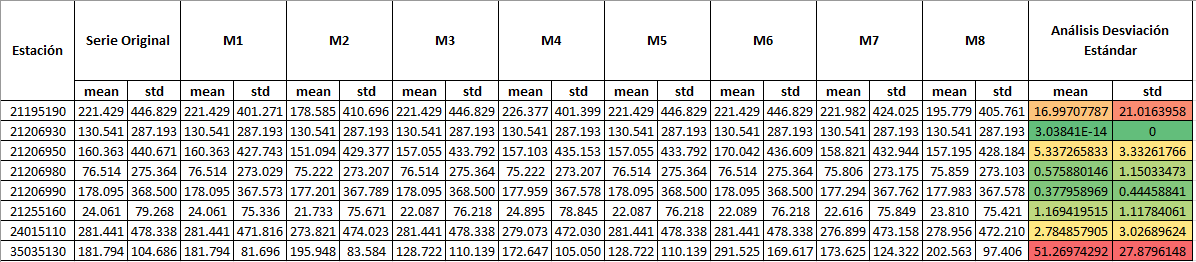 Estación Serie Original M1 M2 M3 M4 M5 M6 M7 M8 Análisis Desviación Estándar
mean std mean std mean std mean std mean std mean std mean std mean std mean std mean std
21195190 221.429 446.829 221.429 401.271 178.585 410.696 221.429 446.829 226.377 401.399 221.429 446.829 221.429 446.829 221.982 424.025 195.779 405.761 16.99707787 21.0163958
21206930 130.541 287.193 130.541 287.193 130.541 287.193 130.541 287.193 130.541 287.193 130.541 287.193 130.541 287.193 130.541 287.193 130.541 287.193 3.03841E-14 0
21206950 160.363 440.671 160.363 427.743 151.094 429.377 157.055 433.792 157.103 435.153 157.055 433.792 170.042 436.609 158.821 432.944 157.195 428.184 5.337265833 3.33261766
21206980 76.514 275.364 76.514 273.029 75.222 273.207 76.514 275.364 75.222 273.207 76.514 275.364 76.514 275.364 75.806 273.175 75.859 273.103 0.575880146 1.15033473
21206990 178.095 368.500 178.095 367.573 177.201 367.789 178.095 368.500 177.959 367.578 178.095 368.500 178.095 368.500 177.294 367.762 177.983 367.578 0.377958969 0.44458841
21255160 24.061 79.268 24.061 75.336 21.733 75.671 22.087 76.218 24.895 78.845 22.087 76.218 22.089 76.218 22.616 75.849 23.810 75.421 1.169419515 1.11784061
24015110 281.441 478.338 281.441 471.816 273.821 474.023 281.441 478.338 279.073 472.030 281.441 478.338 281.441 478.338 276.899 473.158 278.956 472.210 2.784857905 3.02689624
35035130 181.794 104.686 181.794 81.696 195.948 83.584 128.722 110.139 172.647 105.050 128.722 110.139 291.525 169.617 173.625 124.322 202.563 97.406 51.26974292 27.8796148